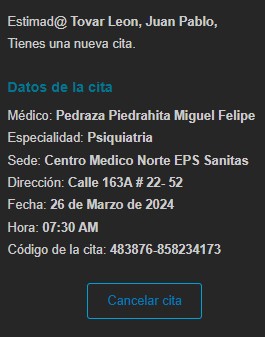 Estimad@ Tovar Leon, Juan Pablo,
Tienes una nueva cita.
Datos de la cita
Médico: Pedraza Piedrahita Miguel Felipe
Especialidad: Psiquiatria
Sede: Centro Medico Norte EPS Sanitas
Dirección: Calle 163A # 22- 52
Fecha: 26 de Marzo de 2024
Hora: 07:30 AM
Código de la cita: 483876-858234173
Cancelar cita